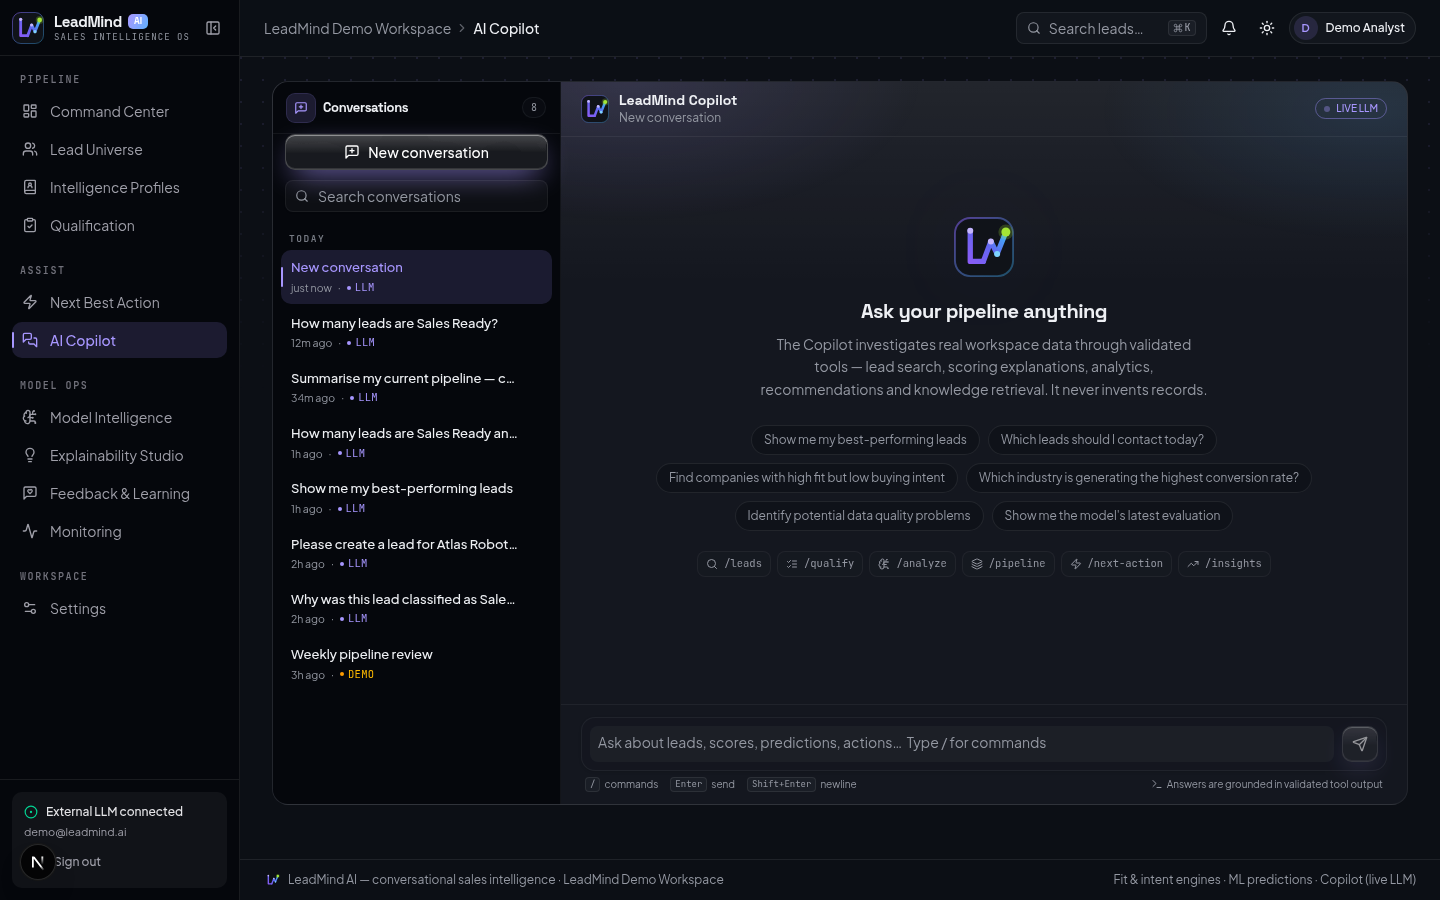 LeadMind AI
SALES INTELLIGENCE OS
PIPELINE
Command Center
Lead Universe
Intelligence Profiles
Qualification
ASSIST
Next Best Action
AI Copilot
MODEL OPS
Model Intelligence
Explainability Studio
Feedback & Learning
Monitoring
WORKSPACE
Settings
External LLM connected
demo@leadmind.ai
N
Sign out
LeadMind Demo Workspace > AI Copilot
Search leads... ⌘K
D Demo Analyst
Conversations 8
New conversation
Search conversations
TODAY
New conversation
just now · • LLM
How many leads are Sales Ready?
12m ago · • LLM
Summarise my current pipeline — c...
34m ago · • LLM
How many leads are Sales Ready an...
1h ago · • LLM
Show me my best-performing leads
1h ago · • LLM
Please create a lead for Atlas Robot...
2h ago · • LLM
Why was this lead classified as Sale...
2h ago · • LLM
Weekly pipeline review
3h ago · • DEMO
LeadMind Copilot
New conversation
LIVE LLM
Ask your pipeline anything
The Copilot investigates real workspace data through validated
tools — lead search, scoring explanations, analytics,
recommendations and knowledge retrieval. It never invents records.
Show me my best-performing leads
Which leads should I contact today?
Find companies with high fit but low buying intent
Which industry is generating the highest conversion rate?
Identify potential data quality problems
Show me the model's latest evaluation
/leads
/qualify
/analyze
/pipeline
/next-action
/insights
Ask about leads, scores, predictions, actions... Type / for commands
/ commands Enter send Shift+Enter newline
Answers are grounded in validated tool output
LeadMind AI — conversational sales intelligence · LeadMind Demo Workspace
Fit & intent engines · ML predictions · Copilot (live LLM)